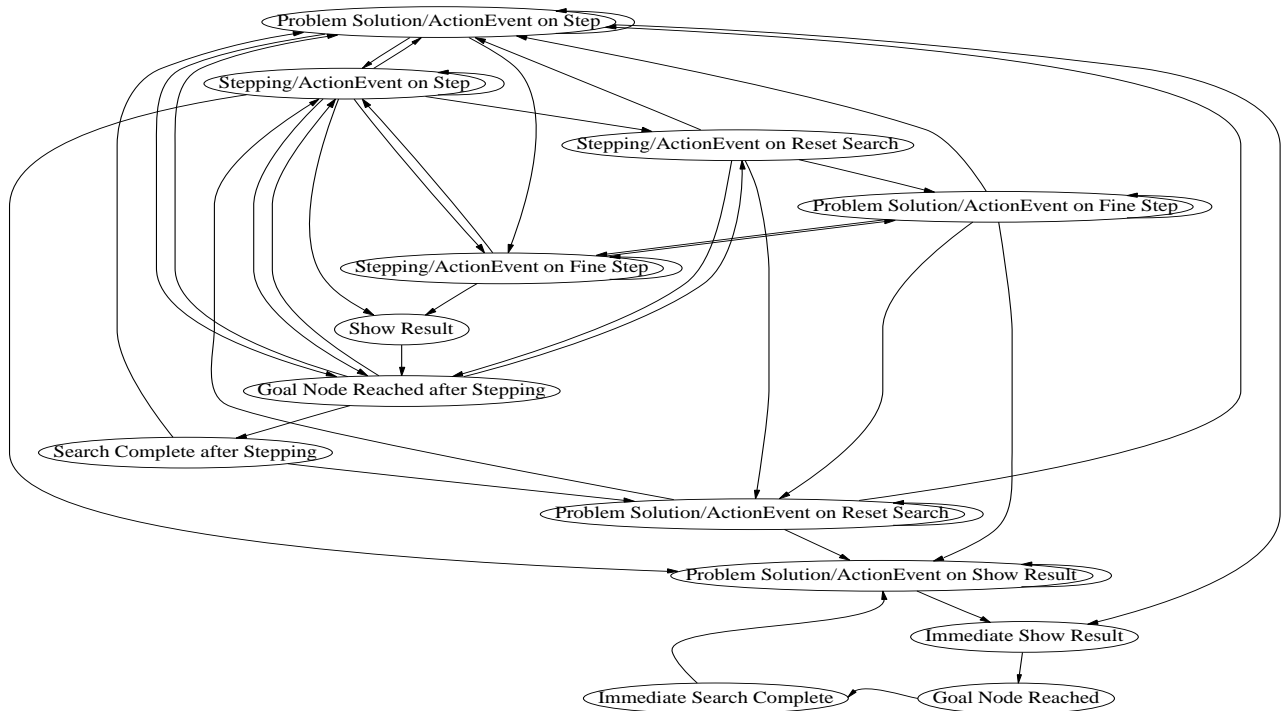 Problem Solution/ActionEvent on Step
Stepping/ActionEvent on Step
Stepping/ActionEvent on Reset Search
Problem Solution/ActionEvent on Fine Step
Stepping/ActionEvent on Fine Step
Show Result
Goal Node Reached after Stepping
Search Complete after Stepping
Problem Solution/ActionEvent on Reset Search
Problem Solution/ActionEvent on Show Result
Immediate Show Result
Immediate Search Complete
Goal Node Reached